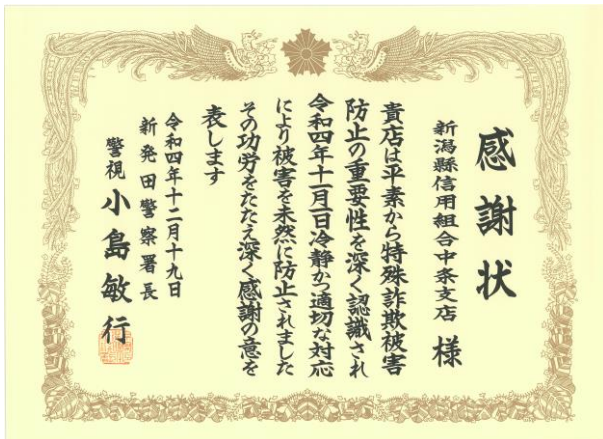 感謝状
新潟縣信用組合中条支店 様
貴店は平素から特殊詐欺被害
防止の重要性を深く認識され
令和四年十一月一日冷静かつ適切な対応
により被害を未然に防止されました
その功労をたたえ深く感謝の意を
表します
令和四年十二月十九日
新発田警察署長
警視 小島敏行